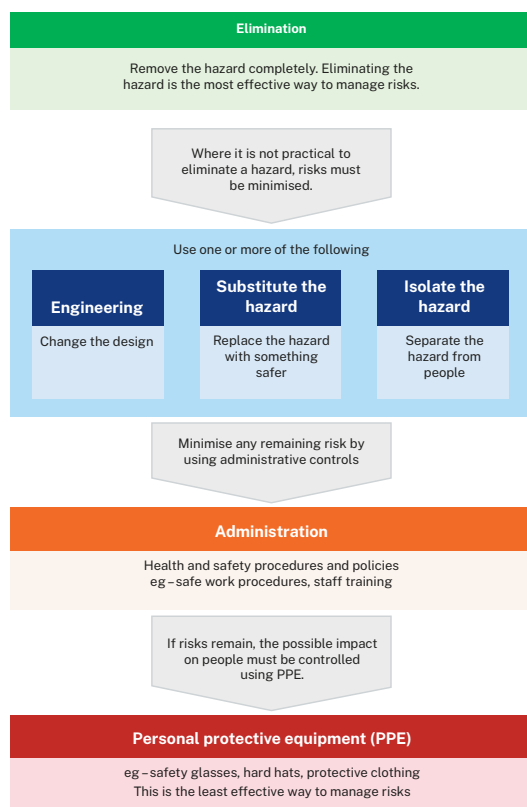 Elimination
Remove the hazard completely. Eliminating the
hazard is the most effective way to manage risks.
Where it is not practical to
eliminate a hazard, risks must
be minimised.
Use one or more of the following
Engineering
Change the design
Substitute the
hazard
Replace the hazard
with something
safer
Isolate the
hazard
Separate the
hazard from
people
Minimise any remaining risk by
using administrative controls
Administration
Health and safety procedures and policies
eg – safe work procedures, staff training
If risks remain, the possible impact
on people must be controlled
using PPE.
Personal protective equipment (PPE)
eg – safety glasses, hard hats, protective clothing
This is the least effective way to manage risks